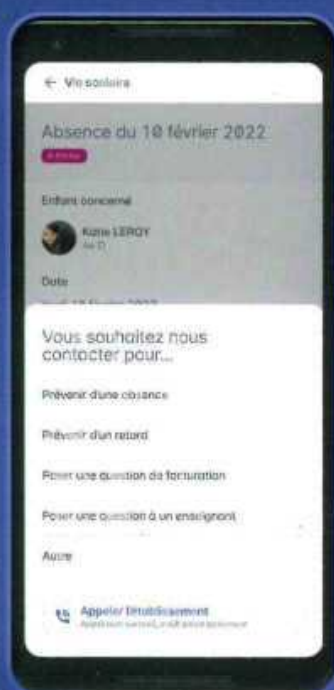 ← Vie scolaire
Absence du 10 février 2022
Enfant concerné
LEROY
Date
Vous souhaitez nous
contacter pour...
Prévenir d'une absence
Prévenir d'un retard
Poser une question de facturation
Poser une question à un enseignant
Autre
Appeler l'établissement